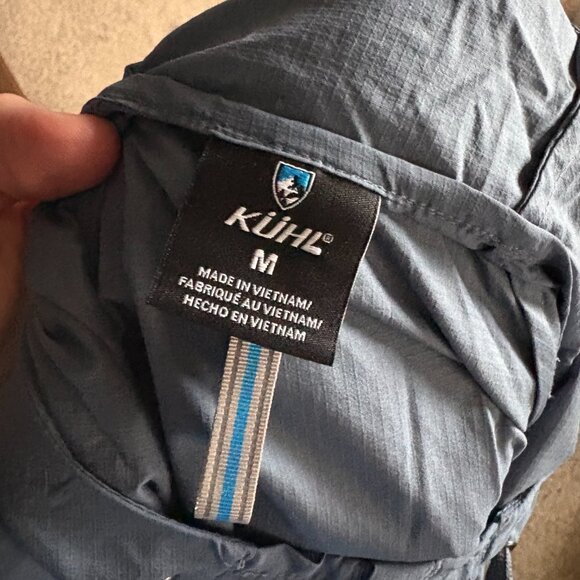 KÜHL®
M
MADE IN VIETNAM/
FABRIQUÉ AU VIETNAM/
HECHO EN VIETNAM